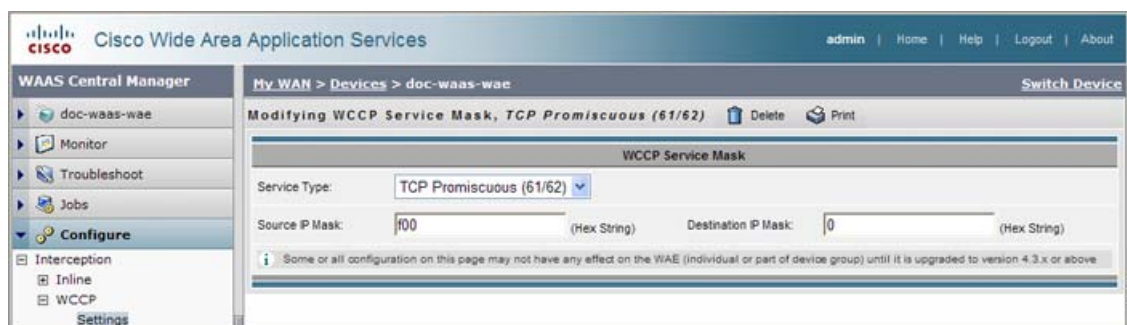 CISCO Cisco Wide Area Application Services admin | Home | Help | Logout | About
WAAS Central Manager
My WAN > Devices > doc-waas-wae Switch Device
doc-waas-wae
Modifying WCCP Service Mask, TCP Promiscuous (61/62) Delete Print
Monitor
WCCP Service Mask
Troubleshoot
Service Type: TCP Promiscuous (61/62)
Jobs
Configure
Source IP Mask: f00 (Hex String) Destination IP Mask: 0 (Hex String)
Interception
Some or all configuration on this page may not have any effect on the WAE (individual or part of device group) until it is upgraded to version 4.3.x or above
Inline
WCCP
Settings